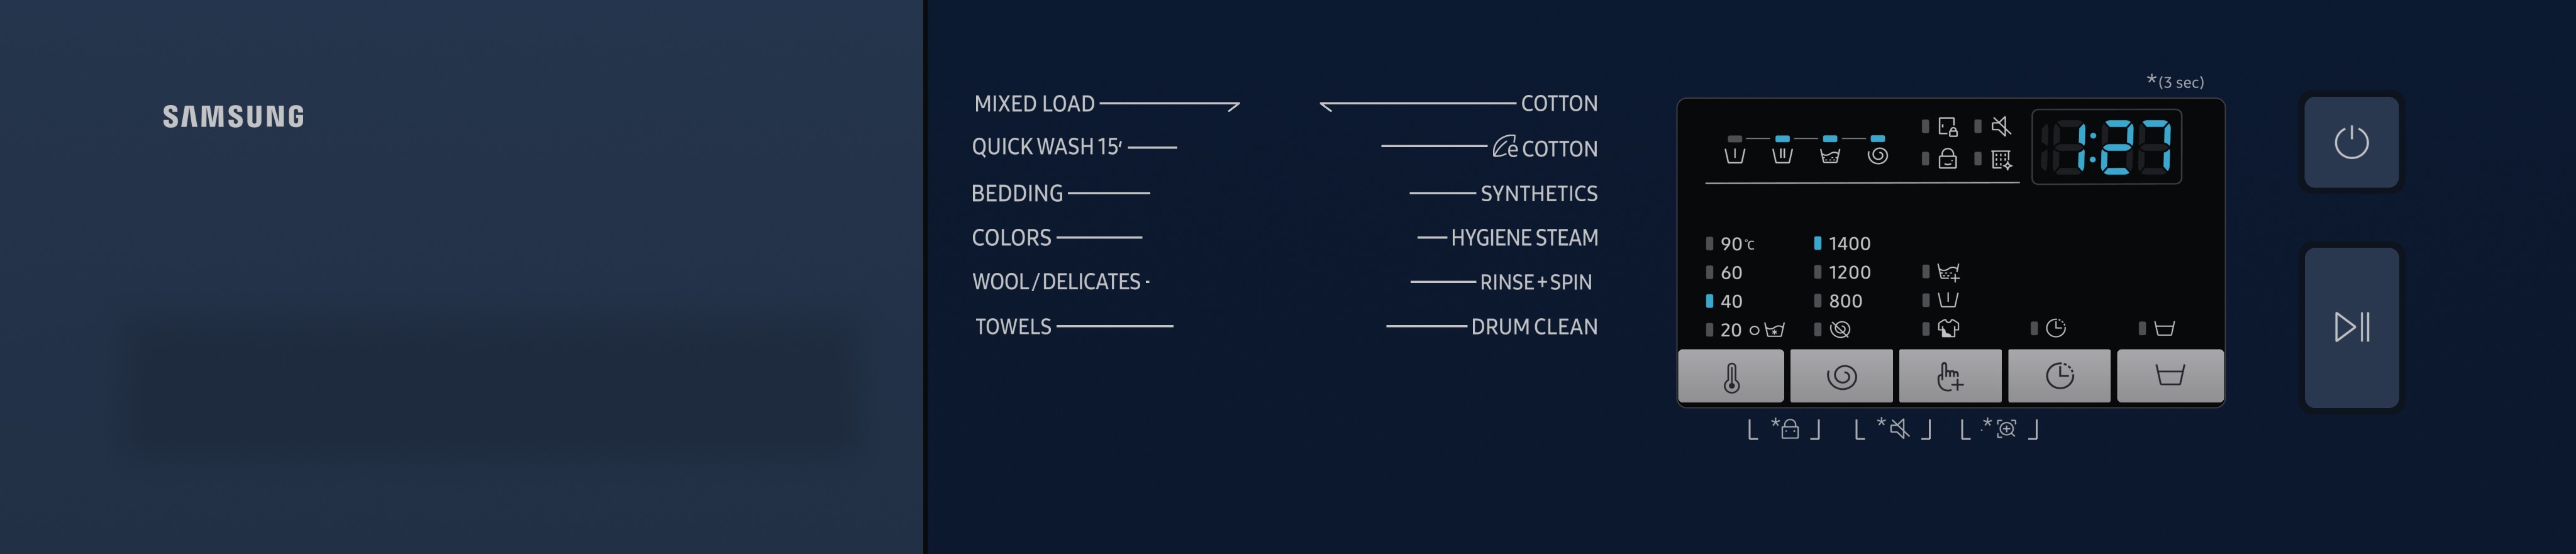 SAMSUNG
MIXED LOAD
QUICK WASH 15'
BEDDING
COLORS
WOOL / DELICATES
TOWELS
COTTON
e COTTON
SYNTHETICS
HYGIENE STEAM
RINSE + SPIN
DRUM CLEAN
*(3 sec)
1:27
90 °C
60
40
20
1400
1200
800
*
*
*